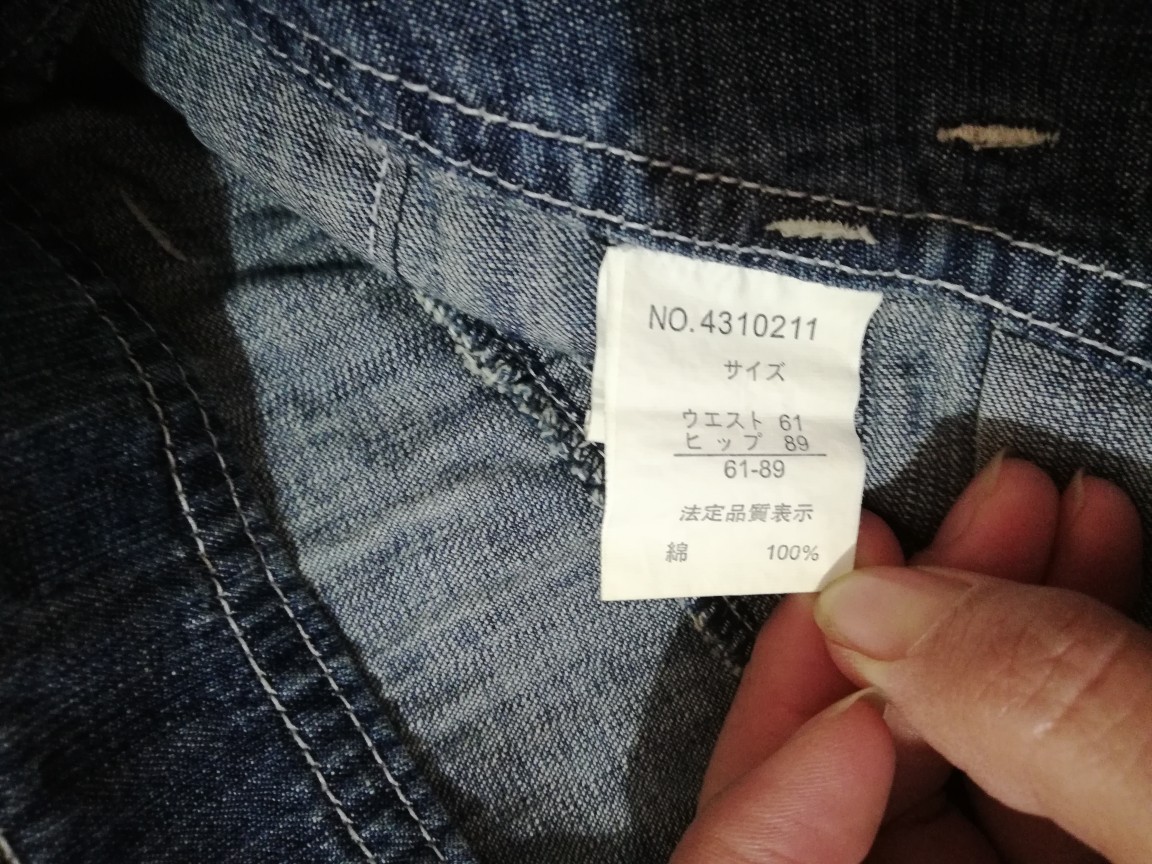 NO.4310211
サイズ
ウエスト 61
ヒップ 89
61-89
法定品質表示
綿 100%